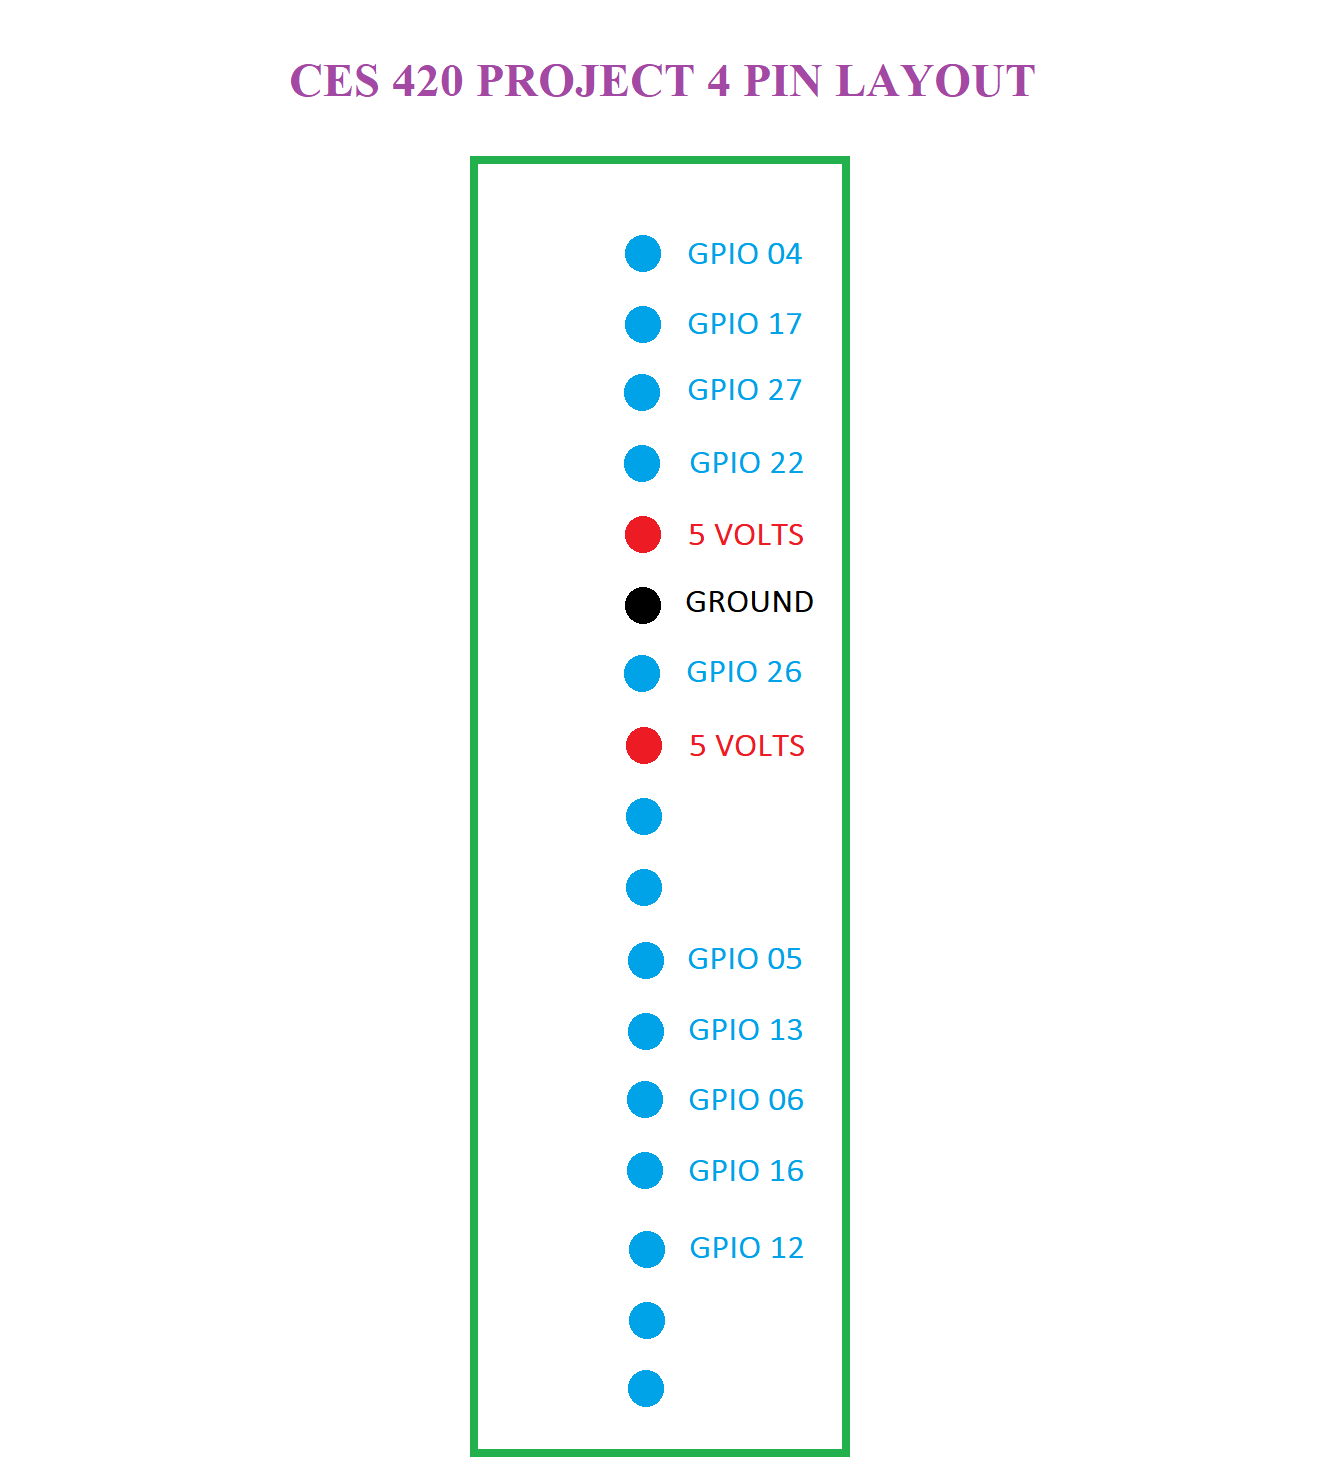 CES 420 PROJECT 4 PIN LAYOUT
GPIO 04
GPIO 17
GPIO 27
GPIO 22
5 VOLTS
GROUND
GPIO 26
5 VOLTS
GPIO 05
GPIO 13
GPIO 06
GPIO 16
GPIO 12